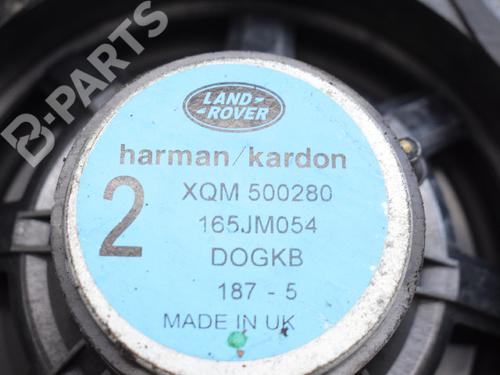 B-PARTS
LAND-
-ROVER
harman/kardon
2
XQM 500280
165JM054
DOGKB
187 - 5
MADE IN UK